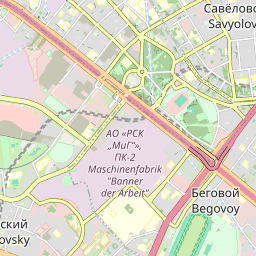 Савёлово
Savyolov
АО «РСК
„МиГ"»,
ПК-2
Maschinenfabrik
"Banner
der Arbeit"
Беговой
Begovoy
ский
ovsky